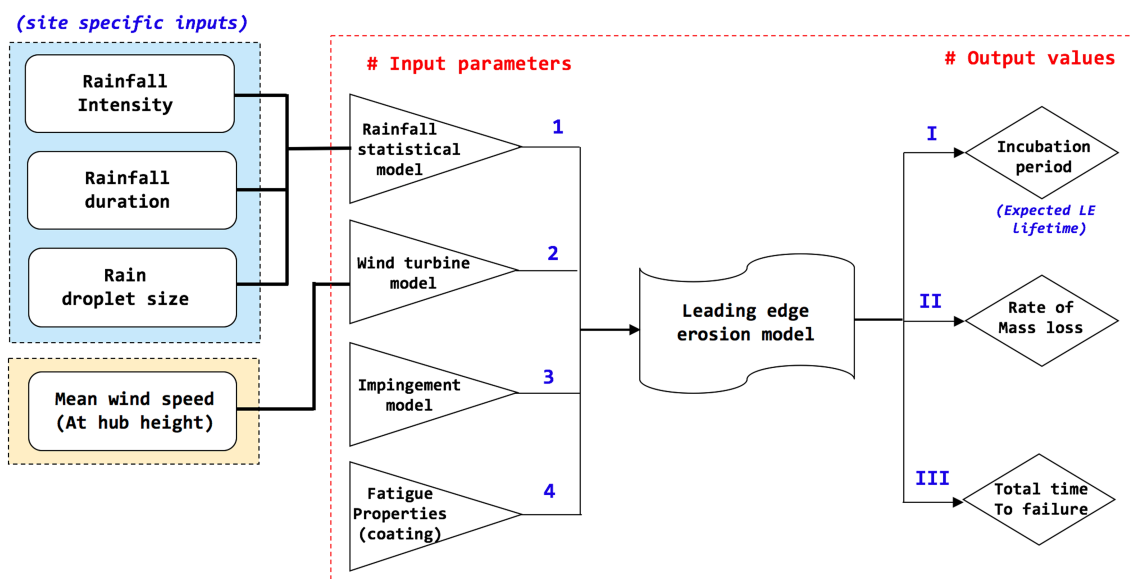 (site specific inputs)
Rainfall
Intensity
Rainfall
duration
Rain
droplet size
Mean wind speed
(At hub height)
# Input parameters
Rainfall
statistical
model
1
Wind turbine
model
2
Impingement
model
3
Fatigue
Properties
(coating)
4
Leading edge
erosion model
# Output values
I
Incubation
period
(Expected LE
Lifetime)
II
Rate of
Mass loss
III
Total time
To failure